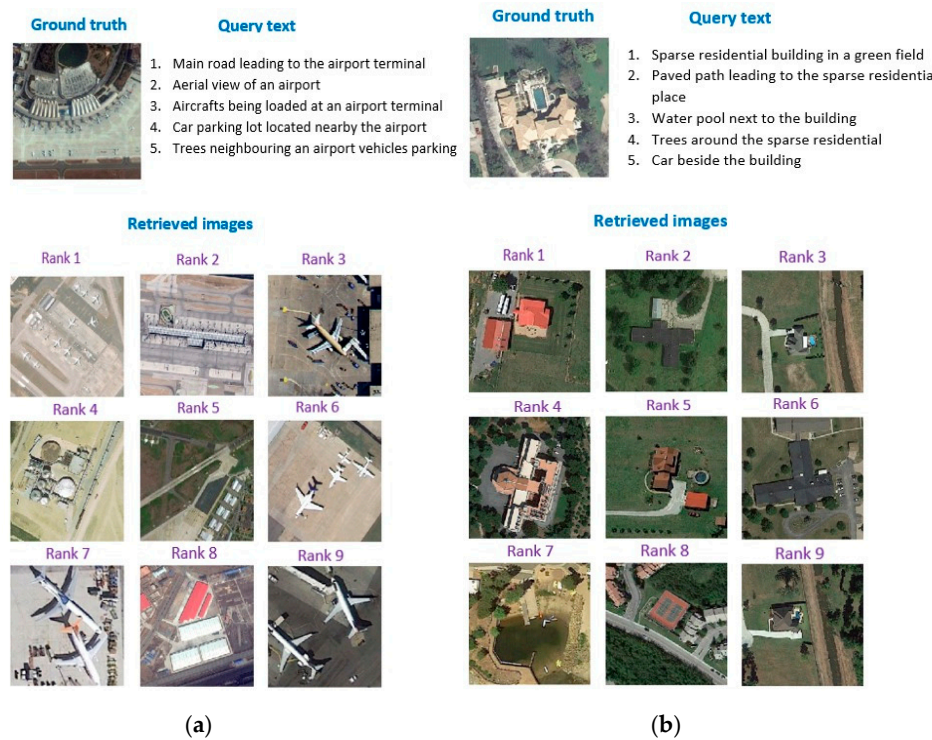 Ground truth
Query text
1. Main road leading to the airport terminal
2. Aerial view of an airport
3. Aircrafts being loaded at an airport terminal
4. Car parking lot located nearby the airport
5. Trees neighbouring an airport vehicles parking
Retrieved images
Rank 1
Rank 2
Rank 3
Rank 4
Rank 5
Rank 6
Rank 7
Rank 8
Rank 9
(a)
Ground truth
Query text
1. Sparse residential building in a green field
2. Paved path leading to the sparse residentia
place
3. Water pool next to the building
4. Trees around the sparse residential
5. Car beside the building
Retrieved images
Rank 1
Rank 2
Rank 3
Rank 4
Rank 5
Rank 6
Rank 7
Rank 8
Rank 9
(b)